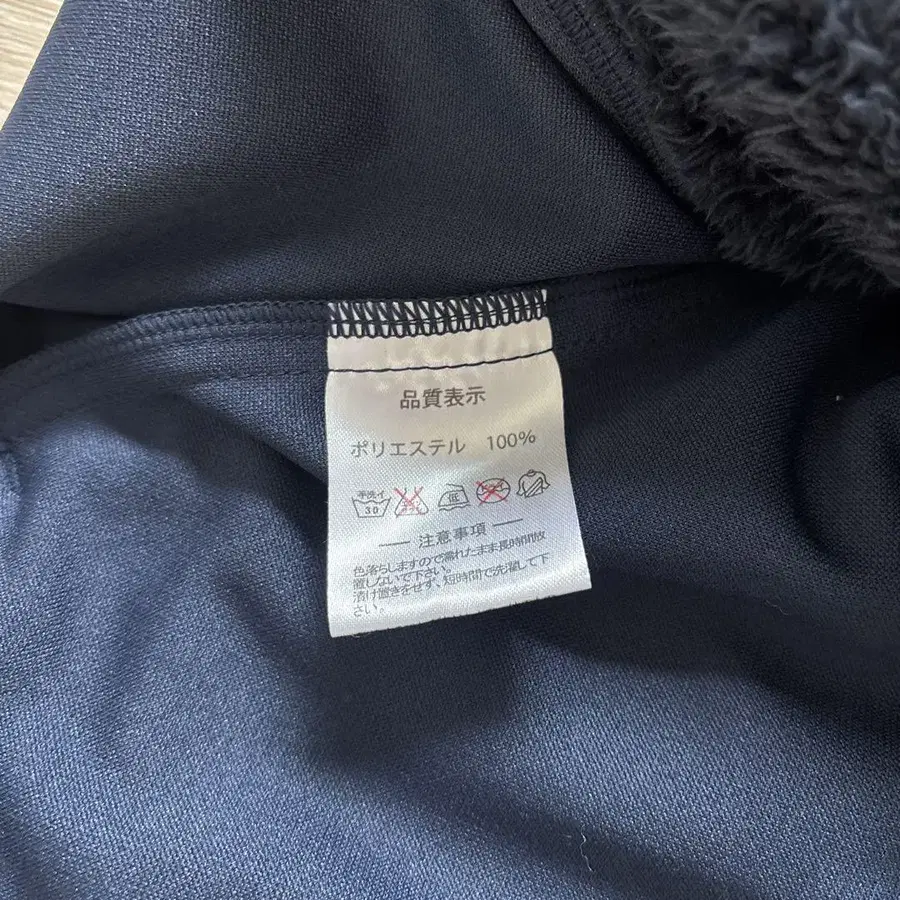 品質表示
ポリエステル 100%
手洗イ 30 低
注意事項
色落ちしますので濡れたまま長時間放
置しないで下さい。
漬け置きをせず、短時間で洗濯して下
さい。